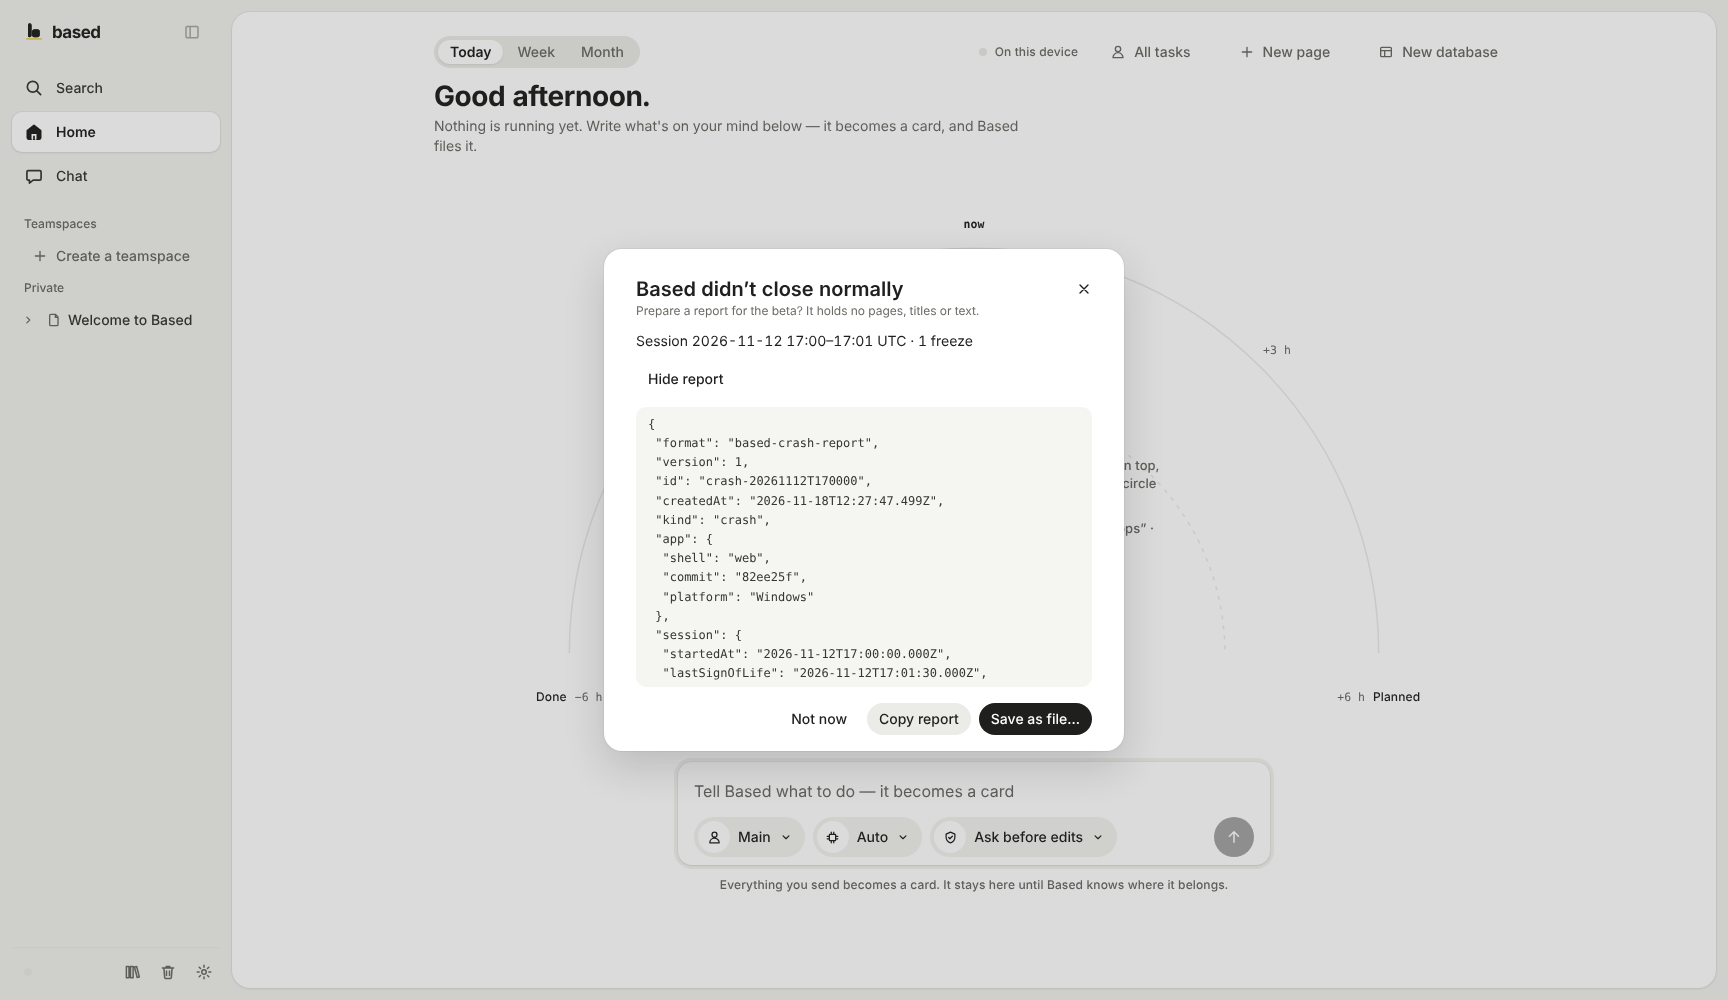 based
Search
Home
Chat
Teamspaces
Create a teamspace
Private
Welcome to Based
Today Week Month
On this device All tasks New page New database
Good afternoon.
Nothing is running yet. Write what's on your mind below — it becomes a card, and Based
files it.
now
+3 h
n top,
circle
ops” ·
Done −6 h
+6 h Planned
Based didn’t close normally
Prepare a report for the beta? It holds no pages, titles or text.
Session 2026-11-12 17:00–17:01 UTC · 1 freeze
Hide report
{
"format": "based-crash-report",
"version": 1,
"id": "crash-20261112T170000",
"createdAt": "2026-11-18T12:27:47.499Z",
"kind": "crash",
"app": {
"shell": "web",
"commit": "82ee25f",
"platform": "Windows"
},
"session": {
"startedAt": "2026-11-12T17:00:00.000Z",
"lastSignOfLife": "2026-11-12T17:01:30.000Z",
Not now Copy report Save as file...
Tell Based what to do — it becomes a card
Main Auto Ask before edits
Everything you send becomes a card. It stays here until Based knows where it belongs.